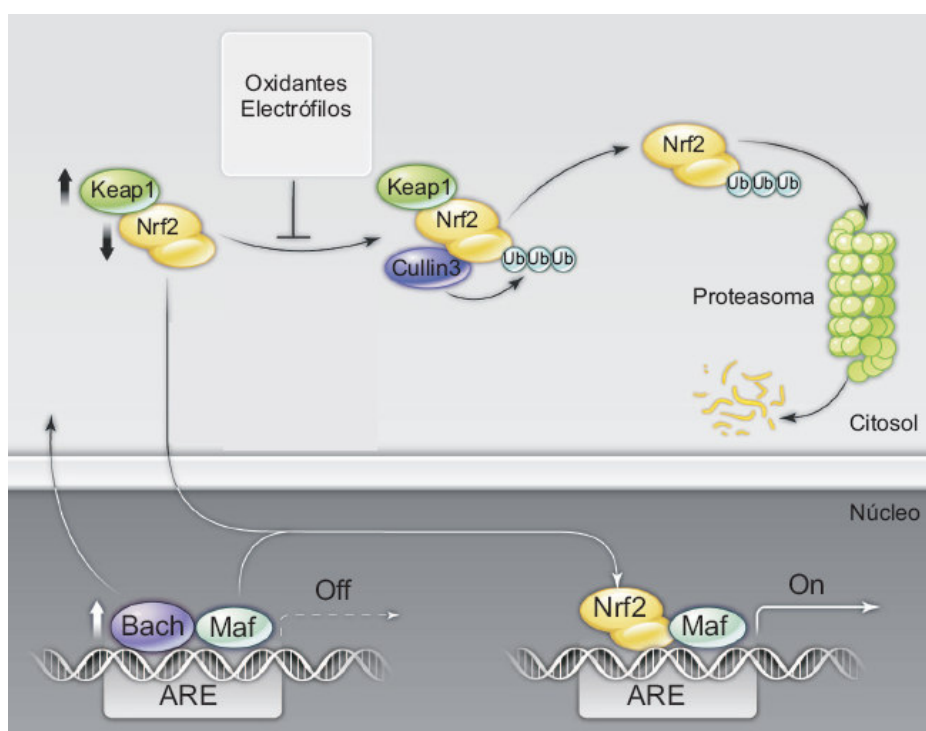 Oxidantes
Electrófilos
Keap1
Nrf2
Keap1
Nrf2
Cullin3
Ub Ub Ub
Nrf2
Ub Ub Ub
Proteasoma
Citosol
Núcleo
Off
Bach
Maf
ARE
On
Nrf2
Maf
ARE